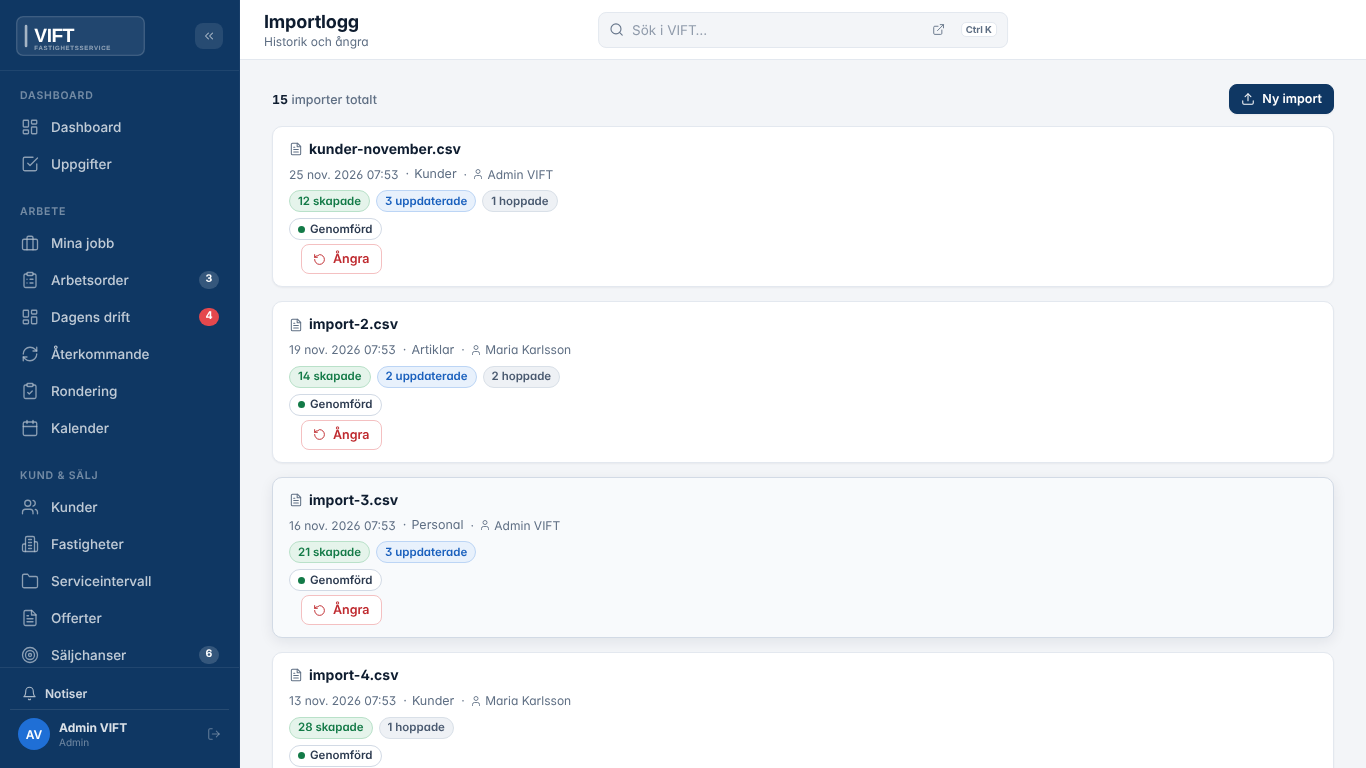 VIFT
FASTIGHETSSERVICE
DASHBOARD
Dashboard
Uppgifter
ARBETE
Mina jobb
Arbetsorder 3
Dagens drift 4
Återkommande
Rondering
Kalender
KUND & SÄLJ
Kunder
Fastigheter
Serviceintervall
Offerter
Säljchanser 6
Notiser
AV Admin VIFT
Admin
Importlogg
Historik och ångra
Sök i VIFT... Ctrl K
15 importer totalt
Ny import
kunder-november.csv
25 nov. 2026 07:53 · Kunder · Admin VIFT
12 skapade 3 uppdaterade 1 hoppade
Genomförd
Ångra
import-2.csv
19 nov. 2026 07:53 · Artiklar · Maria Karlsson
14 skapade 2 uppdaterade 2 hoppade
Genomförd
Ångra
import-3.csv
16 nov. 2026 07:53 · Personal · Admin VIFT
21 skapade 3 uppdaterade
Genomförd
Ångra
import-4.csv
13 nov. 2026 07:53 · Kunder · Maria Karlsson
28 skapade 1 hoppade
Genomförd